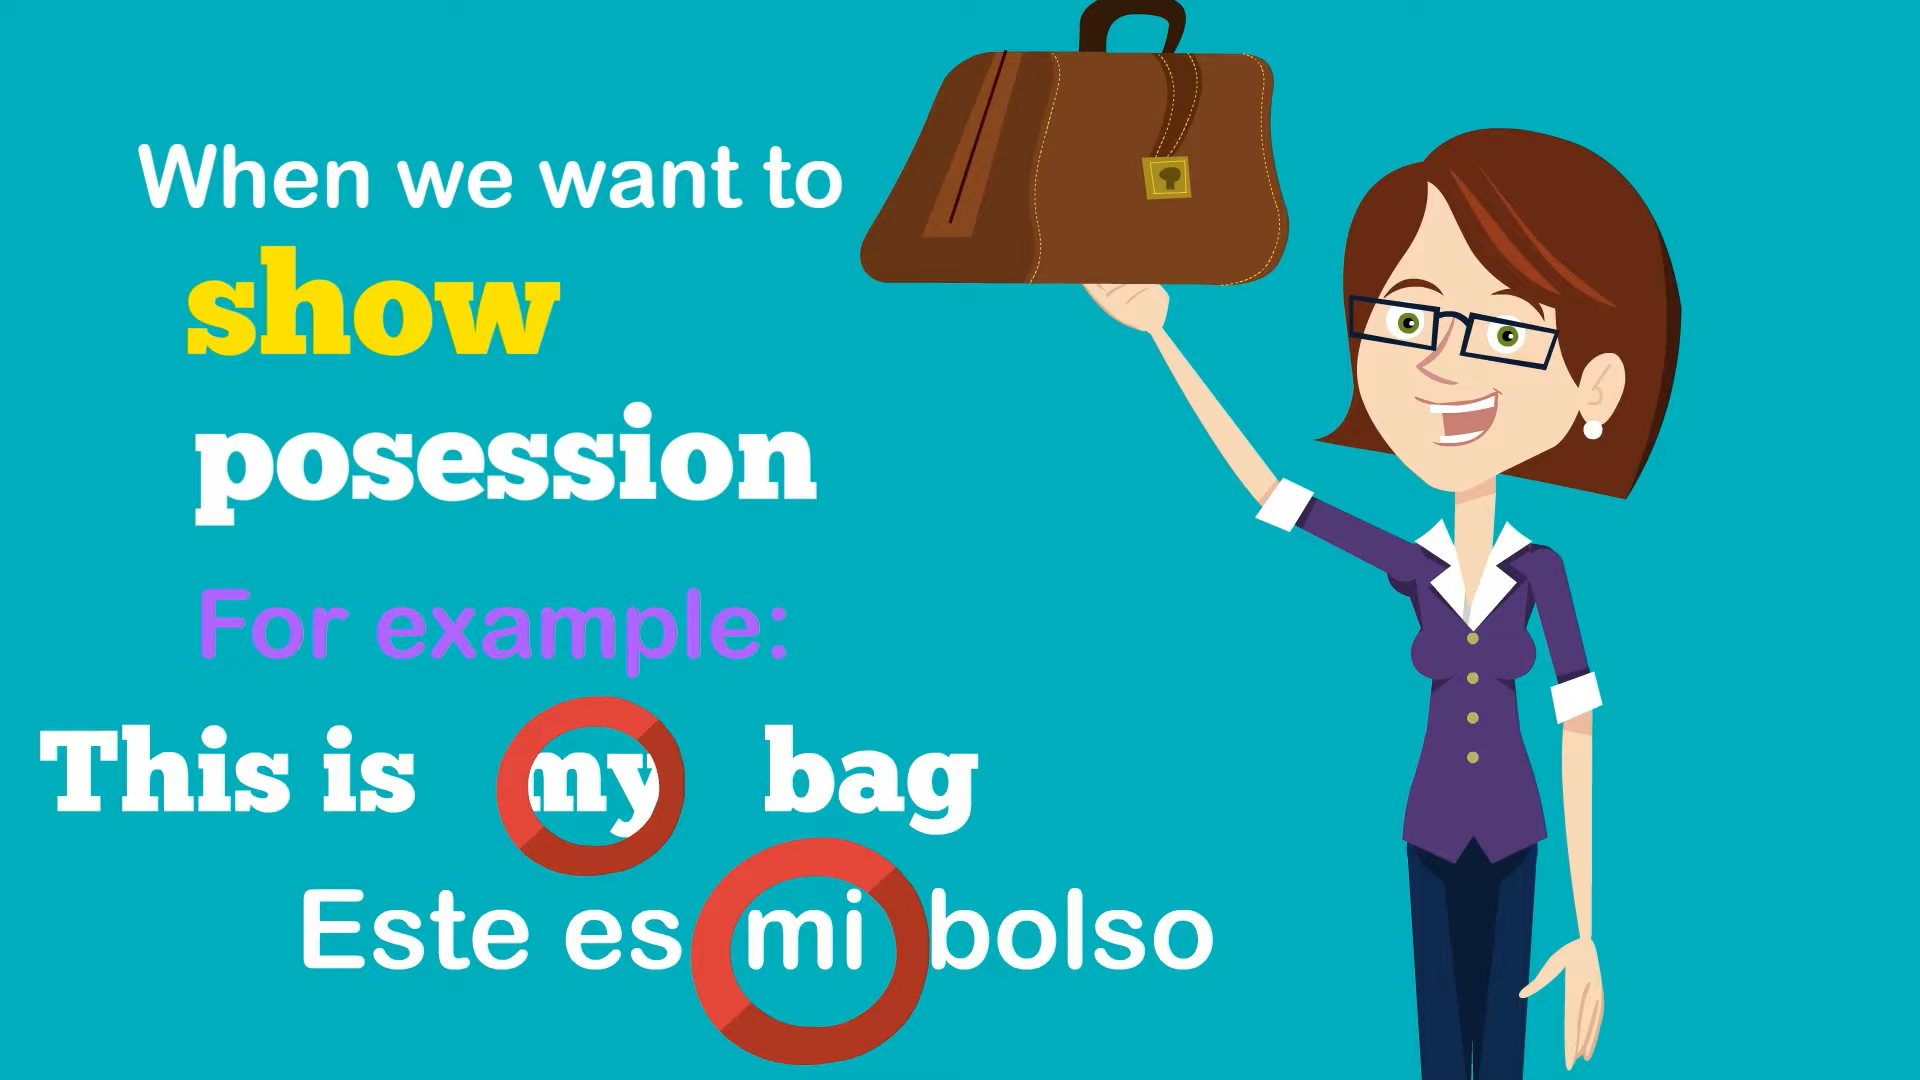 When we want to
show
posession
For example:
This is my bag
Este es mi bolso